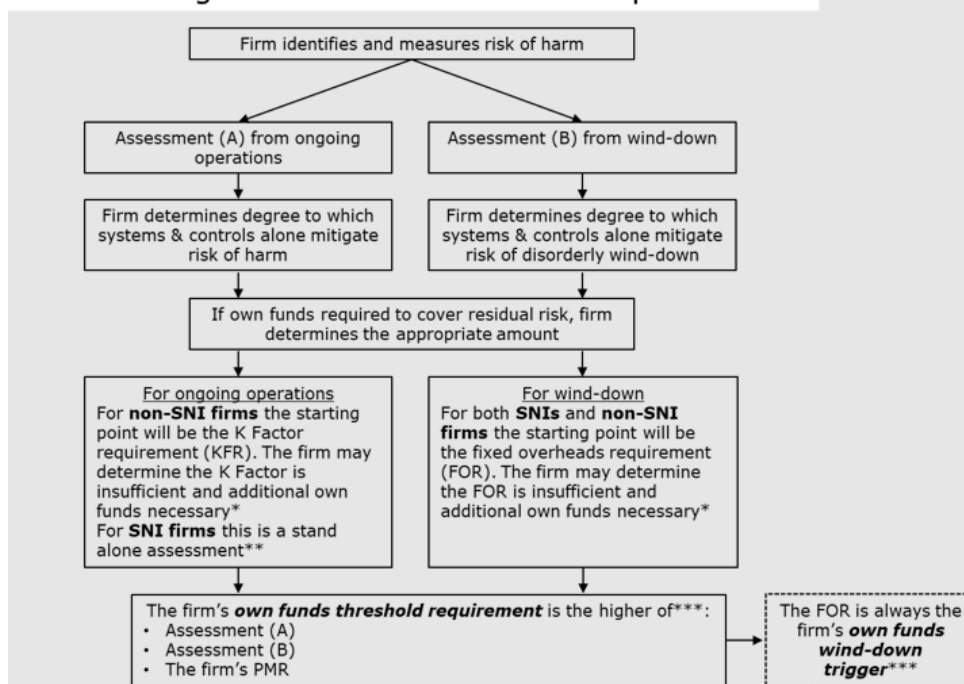 Firm identifies and measures risk of harm
Assessment (A) from ongoing
operations
Assessment (B) from wind-down
Firm determines degree to which
systems & controls alone mitigate
risk of harm
Firm determines degree to which
systems & controls alone mitigate
risk of disorderly wind-down
If own funds required to cover residual risk, firm
determines the appropriate amount
For ongoing operations
For non-SNI firms the starting
point will be the K Factor
requirement (KFR). The firm may
determine the K Factor is
insufficient and additional own
funds necessary*
For SNI firms this is a stand
alone assessment**
For wind-down
For both SNIs and non-SNI
firms the starting point will be
the fixed overheads requirement
(FOR). The firm may determine
the FOR is insufficient and
additional own funds necessary*
The firm's own funds threshold requirement is the higher of***:
• Assessment (A)
• Assessment (B)
• The firm's PMR
The FOR is always the
firm's own funds
wind-down
trigger***